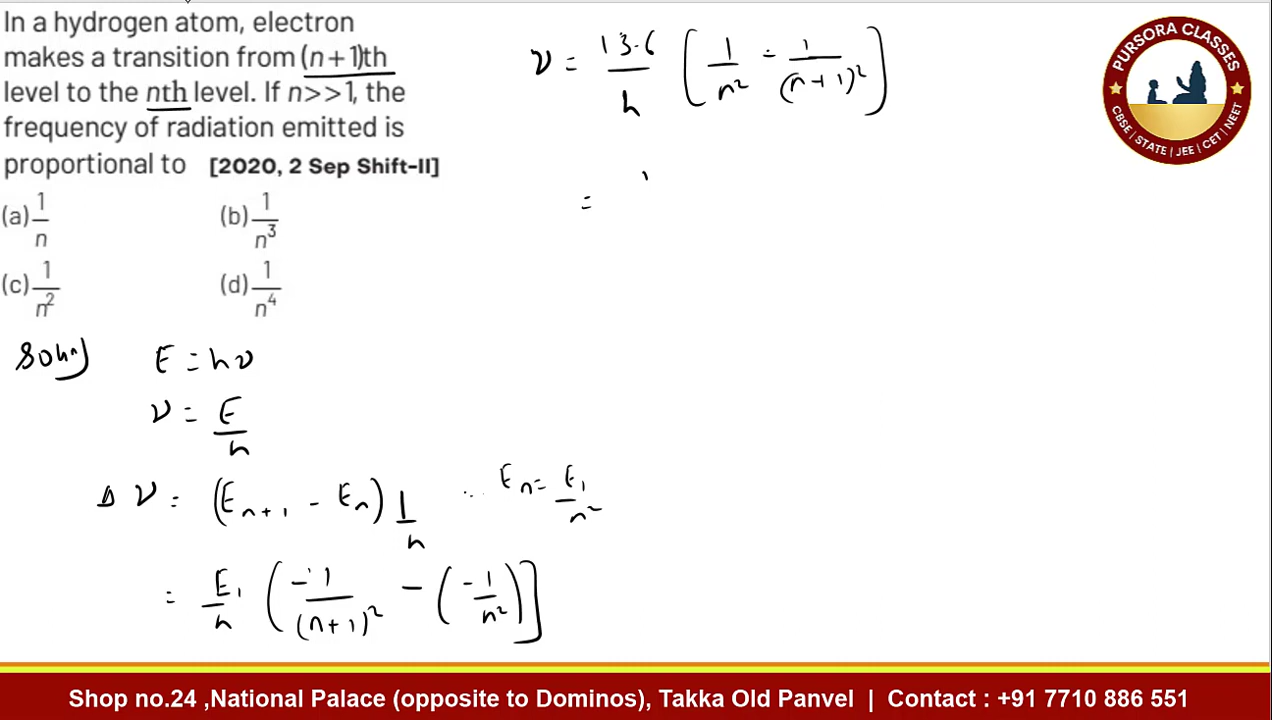 In a hydrogen atom, electron
makes a transition from (n+1)th
level to the nth level. If n>>1, the
frequency of radiation emitted is
proportional to [2020, 2 Sep Shift-II]
(a) 1/n (b) 1/n³
(c) 1/n² (d) 1/n⁴
Soln) E = hν
ν = E/h
Δν = (Eₙ₊₁ - Eₙ) 1/h ∵ Eₙ = E₁/n²
= E₁/h (-1/(n+1)² - (-1/n²)]
ν = 13.6/h [1/n² - 1/(n+1)²]
=
PURSORA CLASSES
CBSE | STATE | JEE | CET | NEET
Shop no.24 ,National Palace (opposite to Dominos), Takka Old Panvel | Contact : +91 7710 886 551